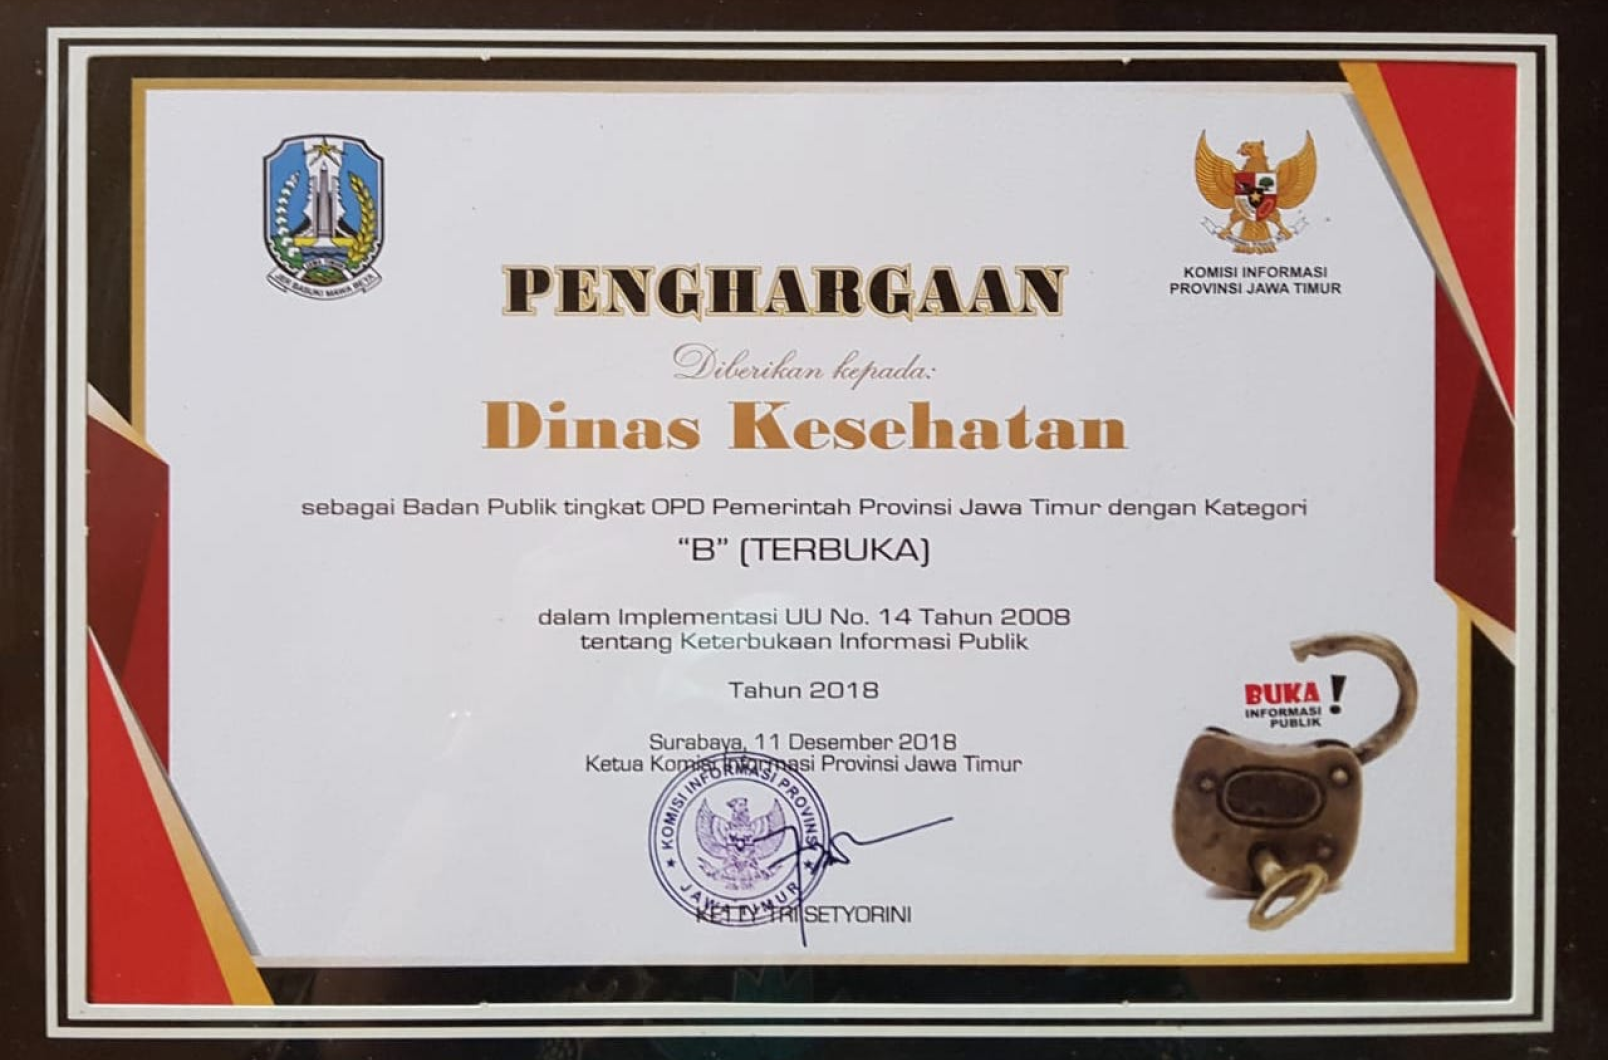 JER BASUKI MAWA BEYA
KOMISI INFORMASI
PROVINSI JAWA TIMUR
PENGHARGAAN
Diberikan kepada:
Dinas Kesehatan
sebagai Badan Publik tingkat OPD Pemerintah Provinsi Jawa Timur dengan Kategori
“B” (TERBUKA)
dalam Implementasi UU No. 14 Tahun 2008
tentang Keterbukaan Informasi Publik
Tahun 2018
BUKA !
INFORMASI
PUBLIK
Surabaya, 11 Desember 2018
Ketua Komisi Informasi Provinsi Jawa Timur
KOMISI INFORMASI PROVINSI
JAWA TIMUR
KETTY TRI SETYORINI